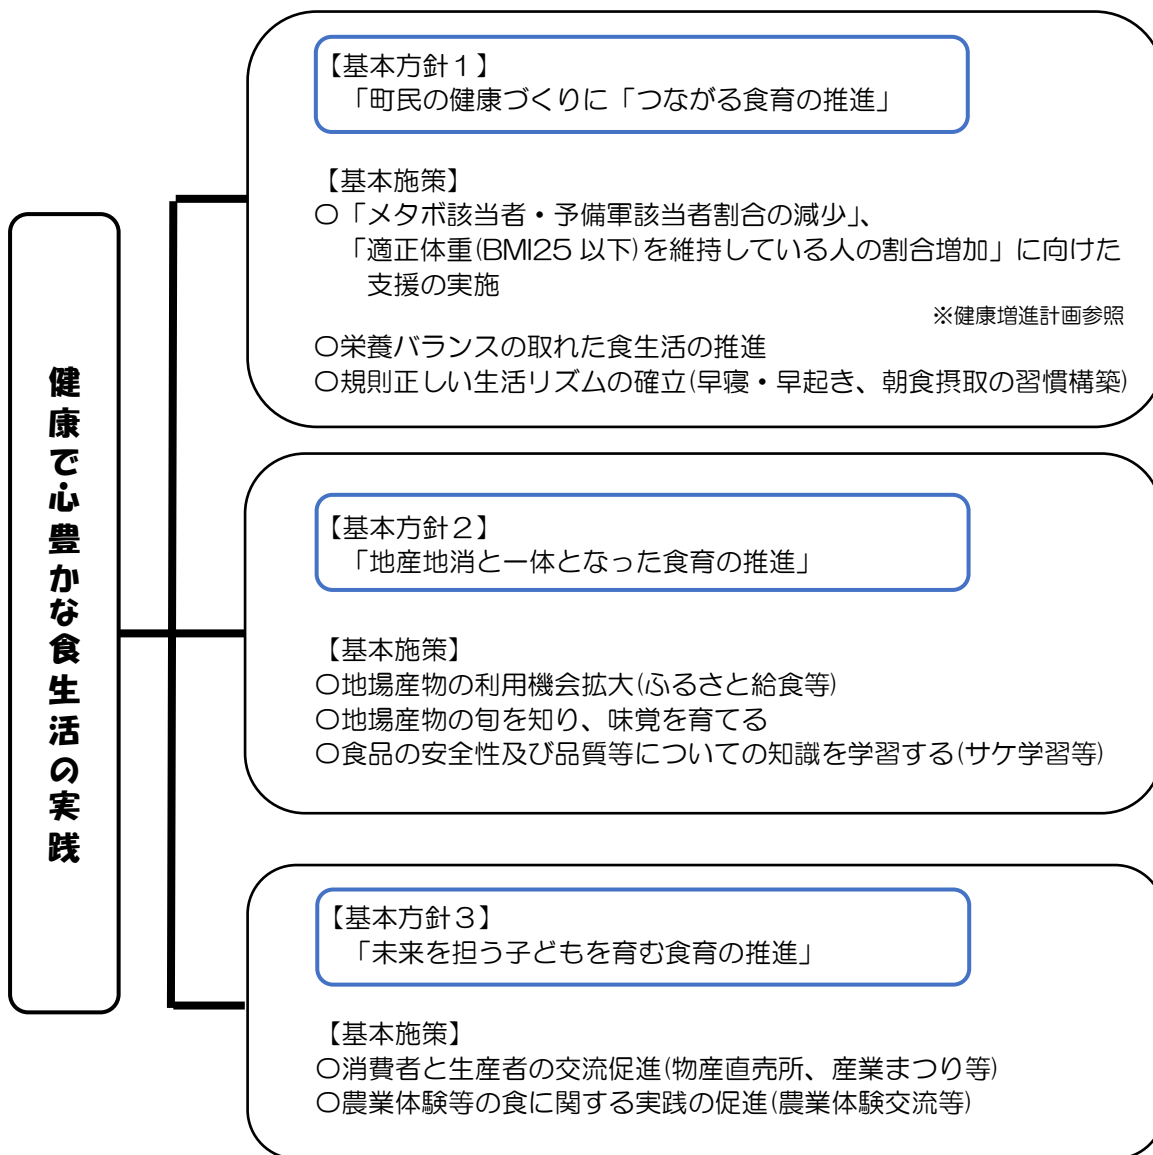 健康で心豊かな食生活の実践
【基本方針１】
「町民の健康づくりに「つながる食育の推進」
【基本施策】
○「メタボ該当者・予備軍該当者割合の減少」、
「適正体重(BMI25 以下)を維持している人の割合増加」に向けた
支援の実施
※健康増進計画参照
○栄養バランスの取れた食生活の推進
○規則正しい生活リズムの確立(早寝・早起き、朝食摂取の習慣構築)
【基本方針２】
「地産地消と一体となった食育の推進」
【基本施策】
○地場産物の利用機会拡大(ふるさと給食等)
○地場産物の旬を知り、味覚を育てる
○食品の安全性及び品質等についての知識を学習する(サケ学習等)
【基本方針３】
「未来を担う子どもを育む食育の推進」
【基本施策】
○消費者と生産者の交流促進(物産直売所、産業まつり等)
○農業体験等の食に関する実践の促進(農業体験交流等)